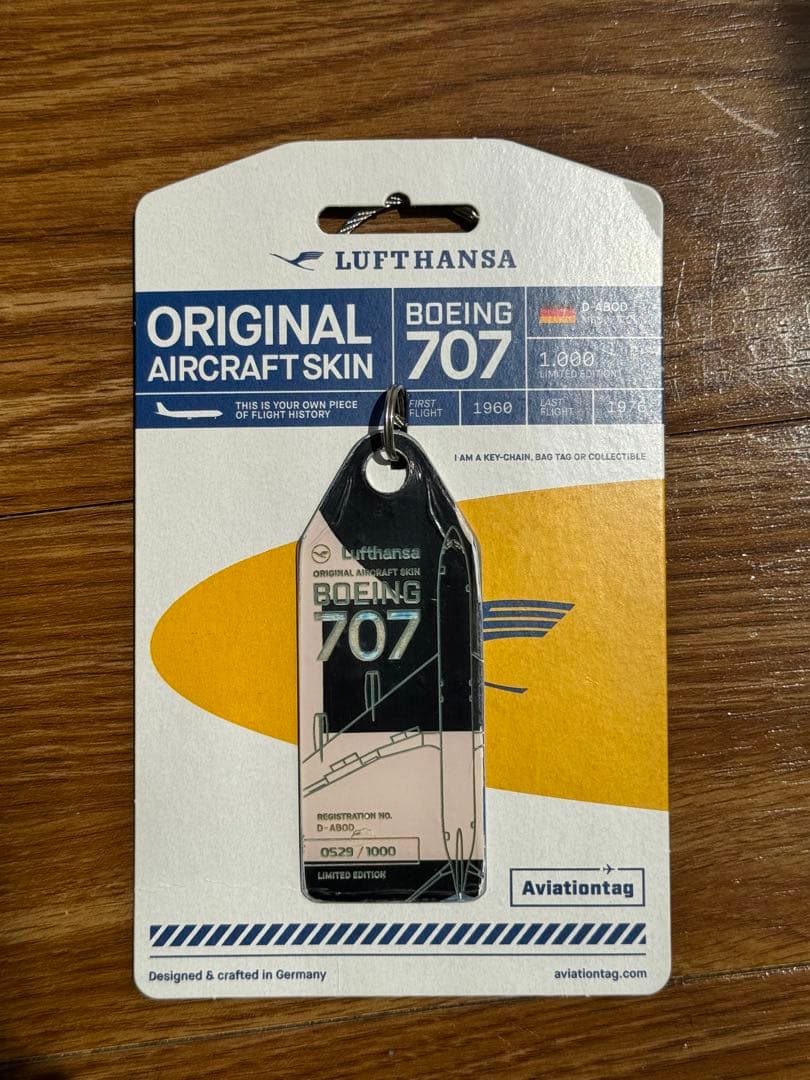 LUFTHANSA
ORIGINAL
AIRCRAFT SKIN
BOEING
707
D-ABOD
1.000
LIMITED EDITION
THIS IS YOUR OWN PIECE
OF FLIGHT HISTORY
FIRST
FLIGHT
1960
LAST
FLIGHT
1976
I AM A KEY-CHAIN, BAG TAG OR COLLECTIBLE
Lufthansa
ORIGINAL AIRCRAFT SKIN
BOEING
707
REGISTRATION NO.
D-ABOD
0529 / 1000
LIMITED EDITION
Aviationtag
Designed & crafted in Germany
aviationtag.com